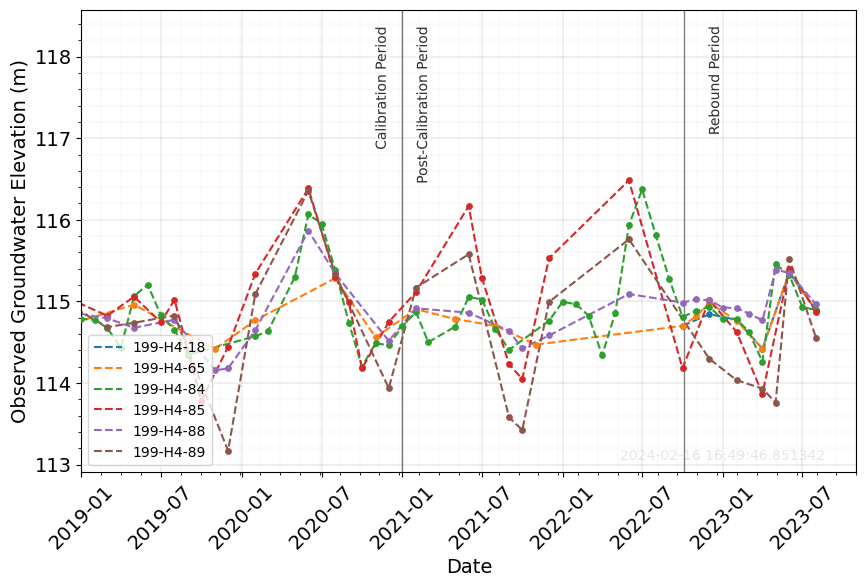 118
117
116
115
114
113
Observed Groundwater Elevation (m)
Calibration Period
Post-Calibration Period
Rebound Period
199-H4-18
199-H4-65
199-H4-84
199-H4-85
199-H4-88
199-H4-89
2024-02-16 16:49:46.851342
2019-01
2019-07
2020-01
2020-07
2021-01
2021-07
2022-01
2022-07
2023-01
2023-07
Date